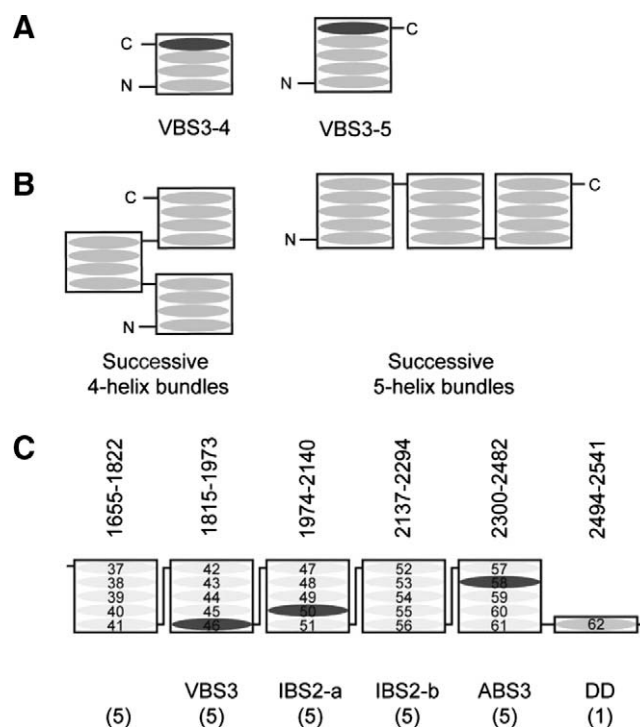 A
C
N
VBS3-4
C
N
VBS3-5
B
C
N
Successive
4-helix bundles
N
C
Successive
5-helix bundles
C
1655-1822
1815-1973
1974-2140
2137-2294
2300-2482
2494-2541
37 42 47 52 57
38 43 48 53 58
39 44 49 54 59
40 45 50 55 60
41 46 51 56 61 62
VBS3 IBS2-a IBS2-b ABS3 DD
(5) (5) (5) (5) (5) (1)